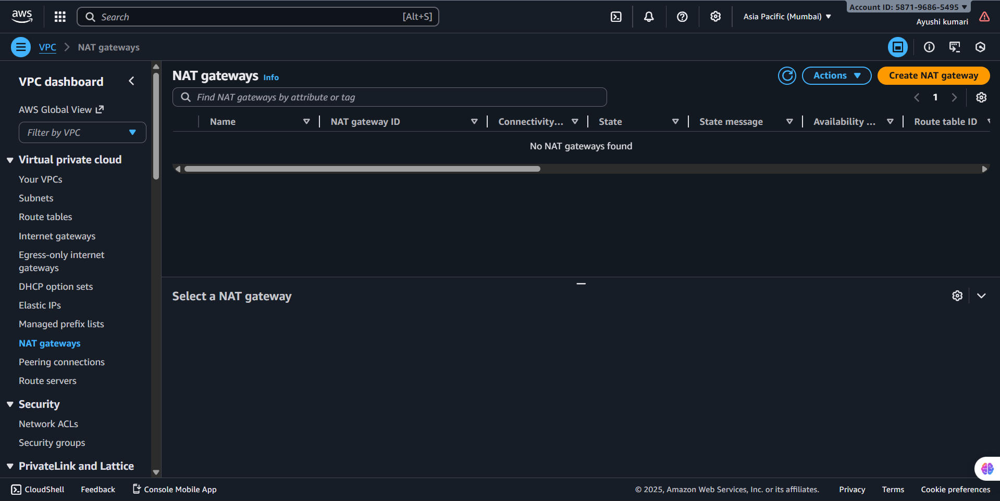 aws
Search [Alt+S]
Asia Pacific (Mumbai)
Account ID: 5871-9686-5495
Ayushi kumari
VPC NAT gateways
VPC dashboard
AWS Global View
Filter by VPC
Virtual private cloud
Your VPCs
Subnets
Route tables
Internet gateways
Egress-only internet
gateways
DHCP option sets
Elastic IPs
Managed prefix lists
NAT gateways
Peering connections
Route servers
Security
Network ACLs
Security groups
PrivateLink and Lattice
NAT gateways Info
Actions
Create NAT gateway
Find NAT gateways by attribute or tag
1
Name NAT gateway ID Connectivity... State State message Availability ... Route table ID
No NAT gateways found
Select a NAT gateway
CloudShell Feedback Console Mobile App
© 2025, Amazon Web Services, Inc. or its affiliates. Privacy Terms Cookie preferences